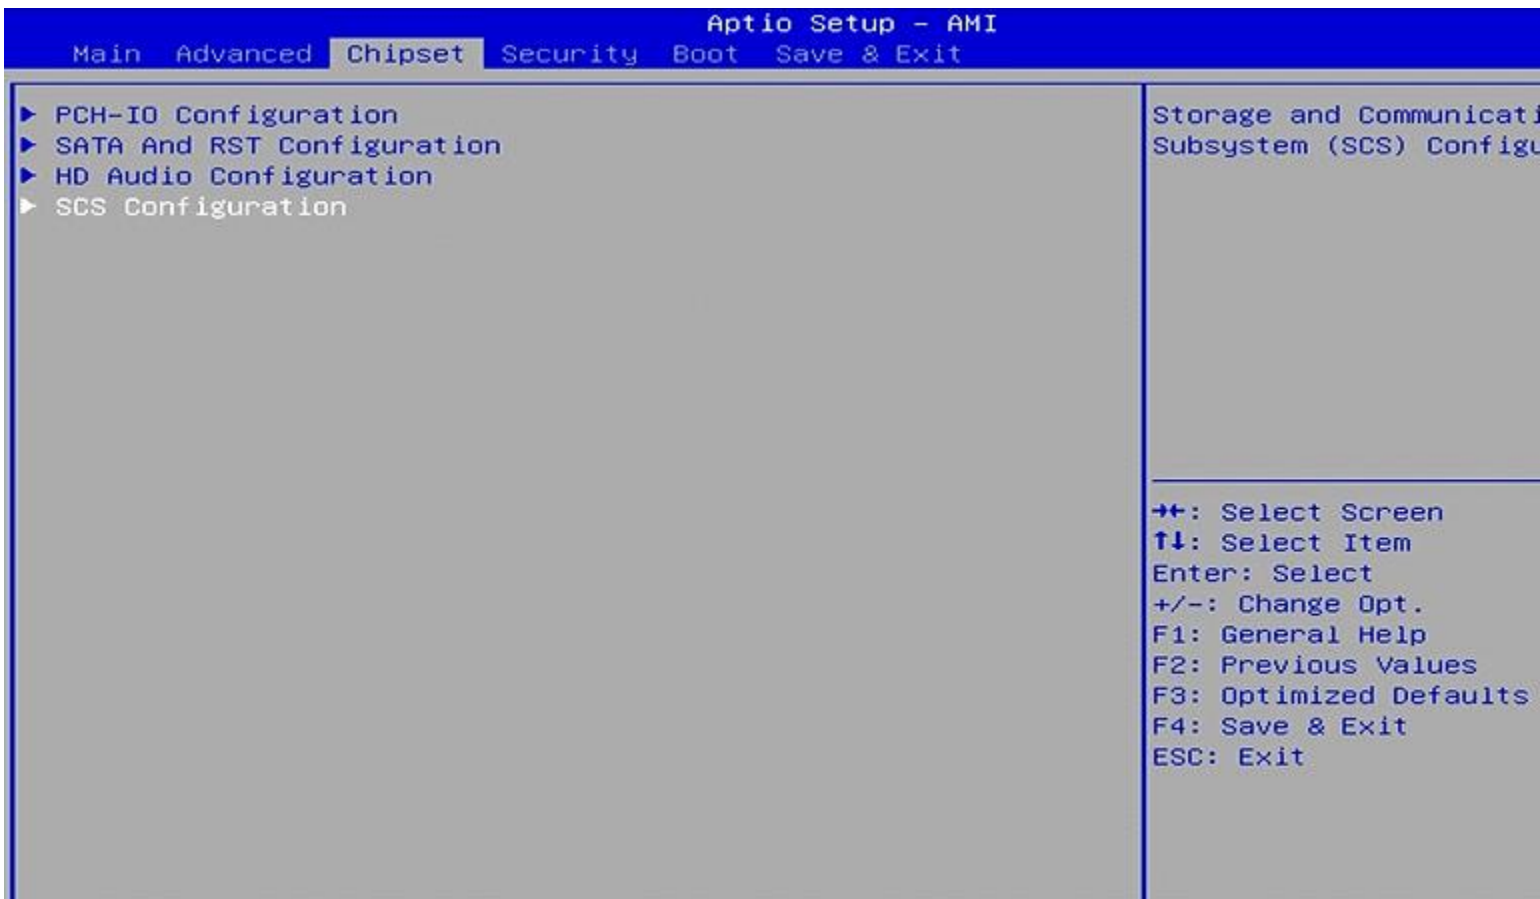 Aptio Setup – AMI
Main Advanced Chipset Security Boot Save & Exit
► PCH-IO Configuration
► SATA And RST Configuration
► HD Audio Configuration
► SCS Configuration
Storage and Communicati
Subsystem (SCS) Configu
→←: Select Screen
↑↓: Select Item
Enter: Select
+/-: Change Opt.
F1: General Help
F2: Previous Values
F3: Optimized Defaults
F4: Save & Exit
ESC: Exit